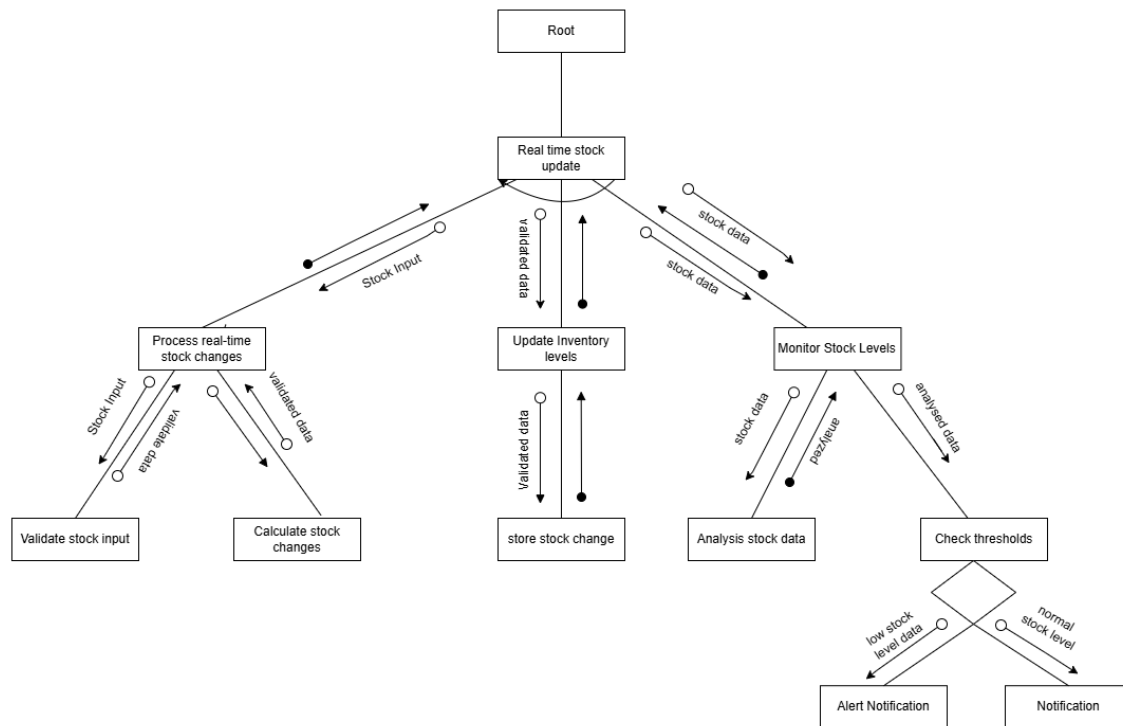 Root
Real time stock
update
stock data
validated data
Stock Input
stock data
Process real-time
stock changes
Update Inventory
levels
Monitor Stock Levels
Stock Input
validate data
validated data
Validated data
stock data
analyzed
analysed data
Validate stock input
Calculate stock
changes
store stock change
Analysis stock data
Check thresholds
low stock
level data
normal
stock level
Alert Notification
Notification